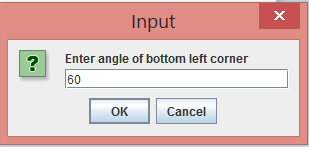 Input
x
?
Enter angle of bottom left corner
60
OK Cancel